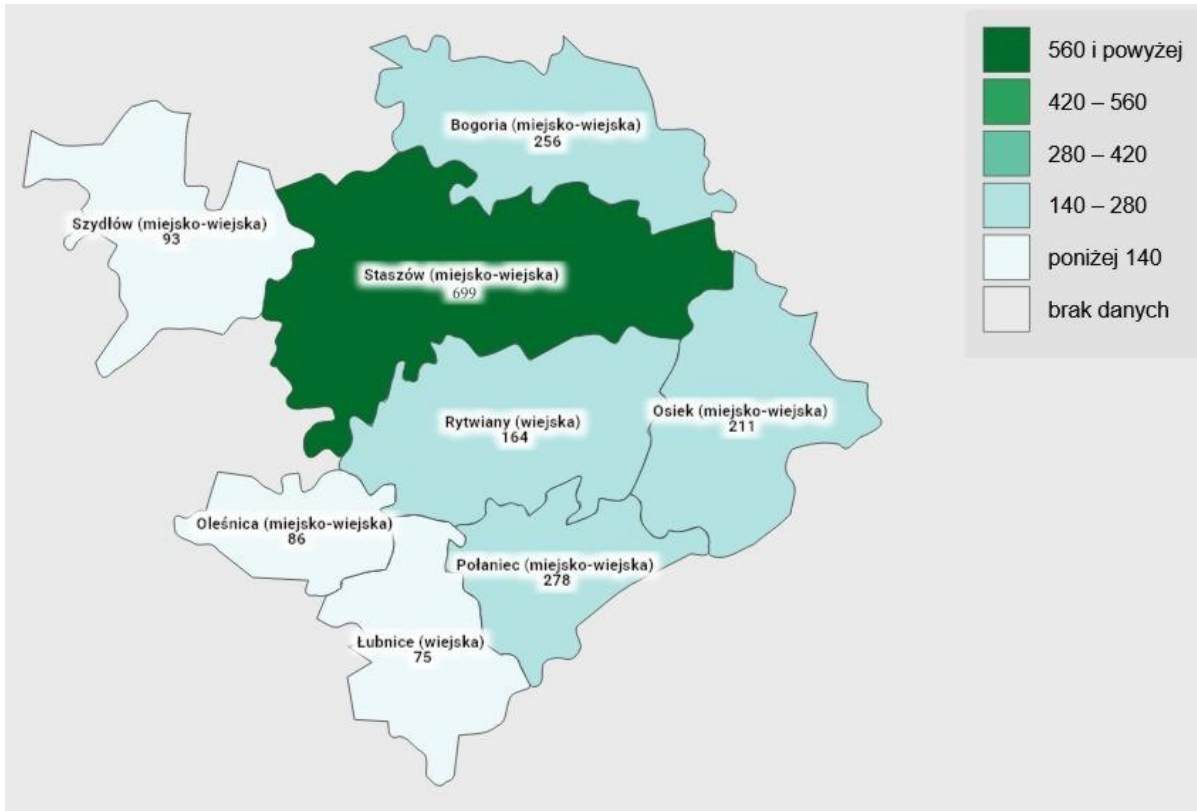 Bogoria (miejsko-wiejska)
256
Szydłów (miejsko-wiejska)
93
Staszów (miejsko-wiejska)
699
Rytwiany (wiejska)
164
Osiek (miejsko-wiejska)
211
Oleśnica (miejsko-wiejska)
86
Połaniec (miejsko-wiejska)
278
Łubnice (wiejska)
75
560 i powyżej
420 – 560
280 – 420
140 – 280
poniżej 140
brak danych